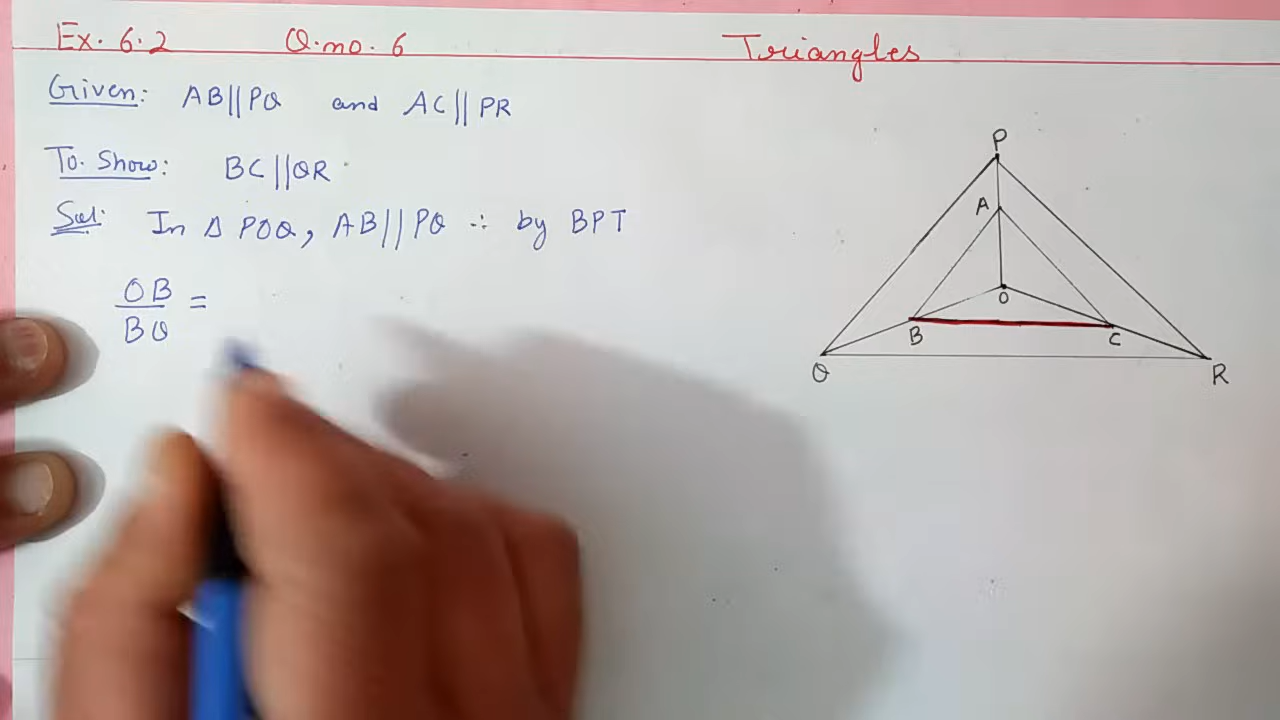 Ex. 6.2 Q.no. 6 Triangles
Given: AB||PQ and AC||PR
To Show: BC||QR
Sol: In Δ POQ, AB||PQ ∴ by BPT
OB
BQ =
P
A
O
B
C
Q
R